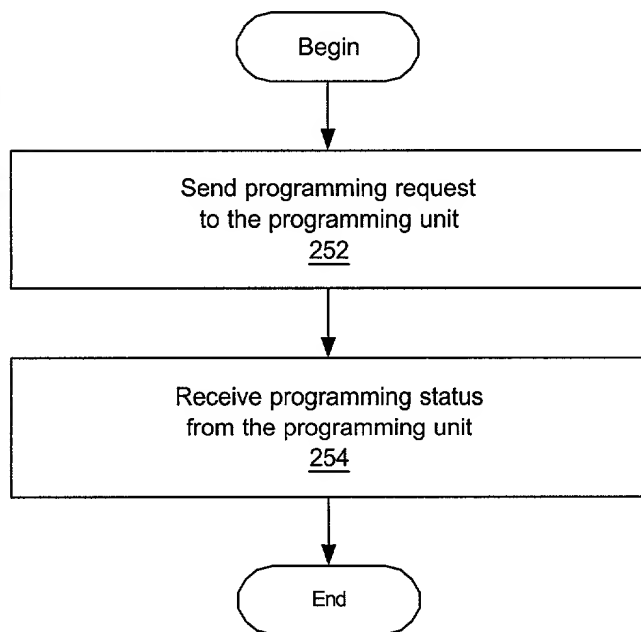 Begin
Send programming request
to the programming unit
252
Receive programming status
from the programming unit
254
End